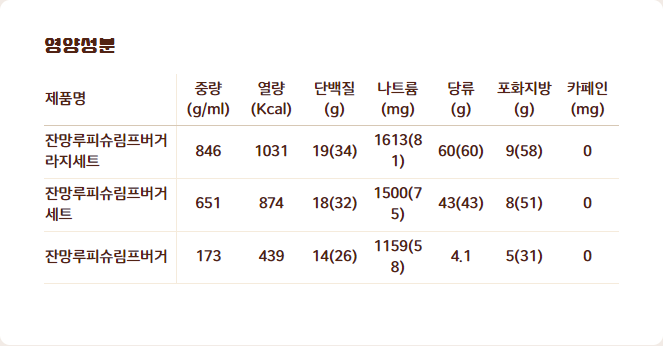 영양성분
제품명 중량 (g/ml) 열량 (Kcal) 단백질 (g) 나트륨 (mg) 당류 (g) 포화지방 (g) 카페인 (mg)
잔망루피슈림프버거 라지세트 846 1031 19(34) 1613(81) 60(60) 9(58) 0
잔망루피슈림프버거 세트 651 874 18(32) 1500(75) 43(43) 8(51) 0
잔망루피슈림프버거 173 439 14(26) 1159(58) 4.1 5(31) 0